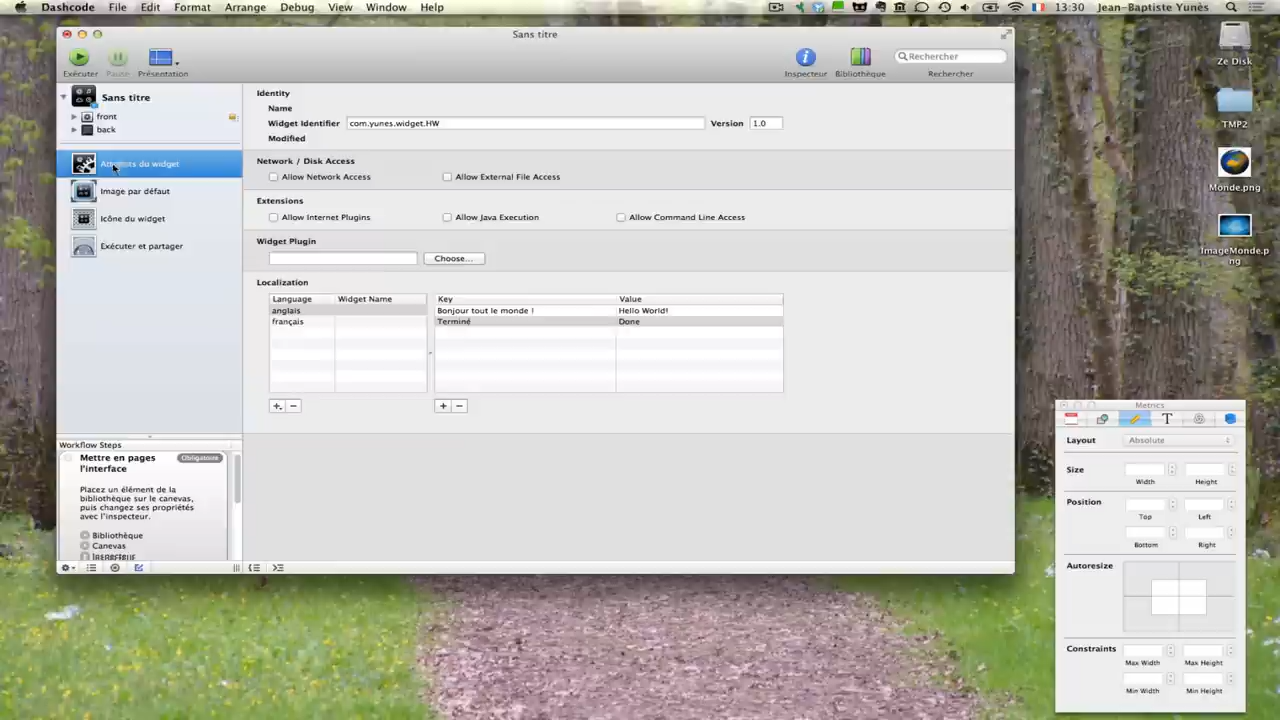 Dashcode File Edit Format Arrange Debug View Window Help 13:30 Jean-Baptiste Yunès
Sans titre
Exécuter Pause Présentation Inspecteur Bibliothèque Rechercher
Rechercher
Sans titre
front
back
Attributs du widget
Image par défaut
Icône du widget
Exécuter et partager
Identity
Name
Widget Identifier com.yunes.widget.HW Version 1.0
Modified
Network / Disk Access
Allow Network Access Allow External File Access
Extensions
Allow Internet Plugins Allow Java Execution Allow Command Line Access
Widget Plugin
Choose...
Localization
Language Widget Name Key Value
anglais Bonjour tout le monde ! Hello World!
français Terminé Done
Workflow Steps
Mettre en pages Obligatoire
l'interface
Placez un élément de la
bibliothèque sur le canevas,
puis changez ses propriétés
avec l'inspecteur.
Bibliothèque
Canevas
Ze Disk
TMP2
Monde.png
ImageMonde.p
ng
Metrics
Layout Absolute
Size
Width Height
Position
Top Left
Bottom Right
Autoresize
Constraints
Max Width Max Height
Min Width Min Height